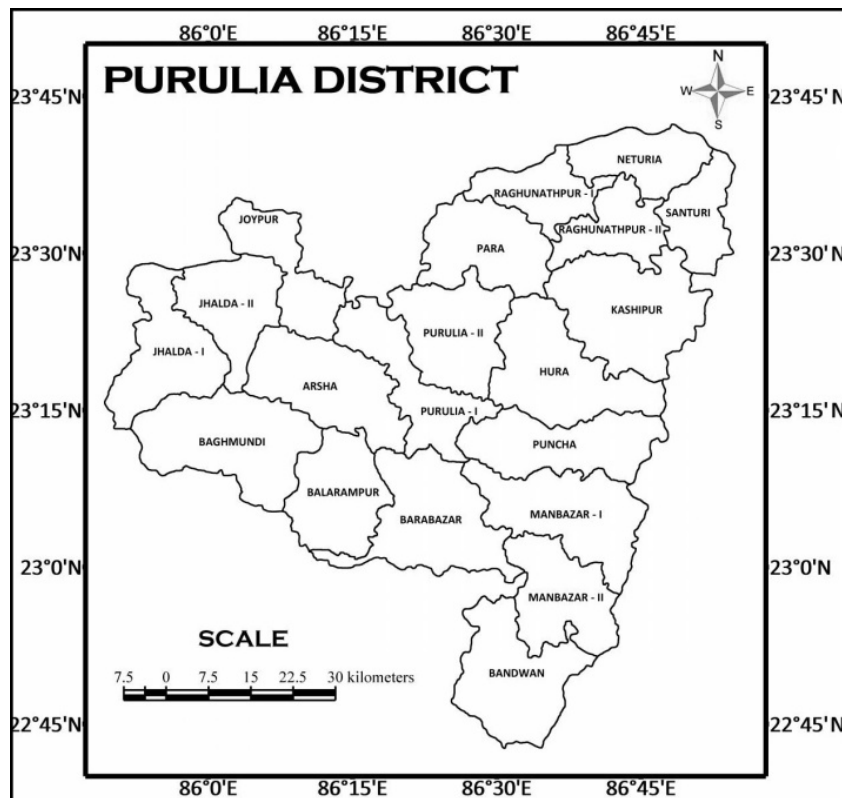 86°0'E 86°15'E 86°30'E 86°45'E
PURULIA DISTRICT
N
W E
S
23°45'N 23°45'N
NETURIA
RAGHUNATHPUR - I
SANTURI
JOYPUR
RAGHUNATHPUR - II
PARA
23°30'N 23°30'N
JHALDA - II
KASHIPUR
PURULIA - II
JHALDA - I
HURA
ARSHA
23°15'N 23°15'N
PURULIA - I
BAGHMUNDI
PUNCHA
BALARAMPUR
MANBAZAR - I
BARABAZAR
23°0'N 23°0'N
MANBAZAR - II
SCALE
BANDWAN
7.5 0 7.5 15 22.5 30 kilometers
22°45'N 22°45'N
86°0'E 86°15'E 86°30'E 86°45'E